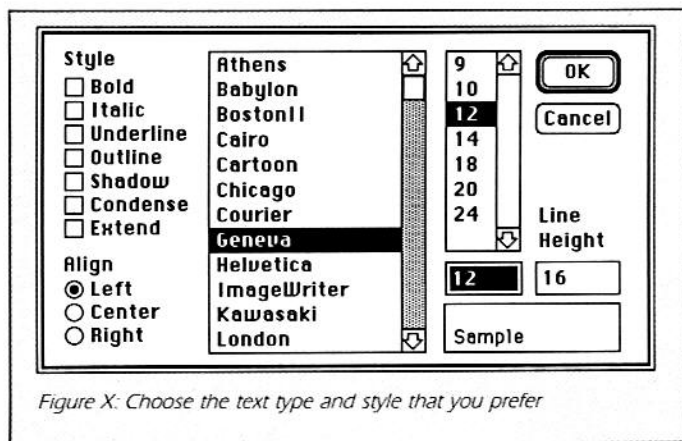 Style
Bold
Italic
Underline
Outline
Shadow
Condense
Extend
Align
Left
Center
Right
Athens
Babylon
BostonII
Cairo
Cartoon
Chicago
Courier
Geneva
Helvetica
ImageWriter
Kawasaki
London
9
10
12
14
18
20
24
12
OK
Cancel
Line
Height
16
Sample
Figure X: Choose the text type and style that you prefer